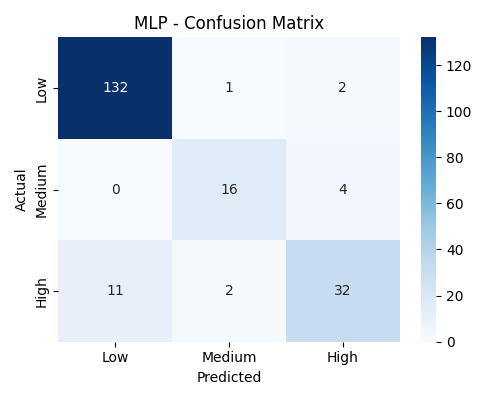 MLP - Confusion Matrix
Actual
Low
132 1 2
Medium
0 16 4
High
11 2 32
Low Medium High
Predicted
120
100
80
60
40
20
0